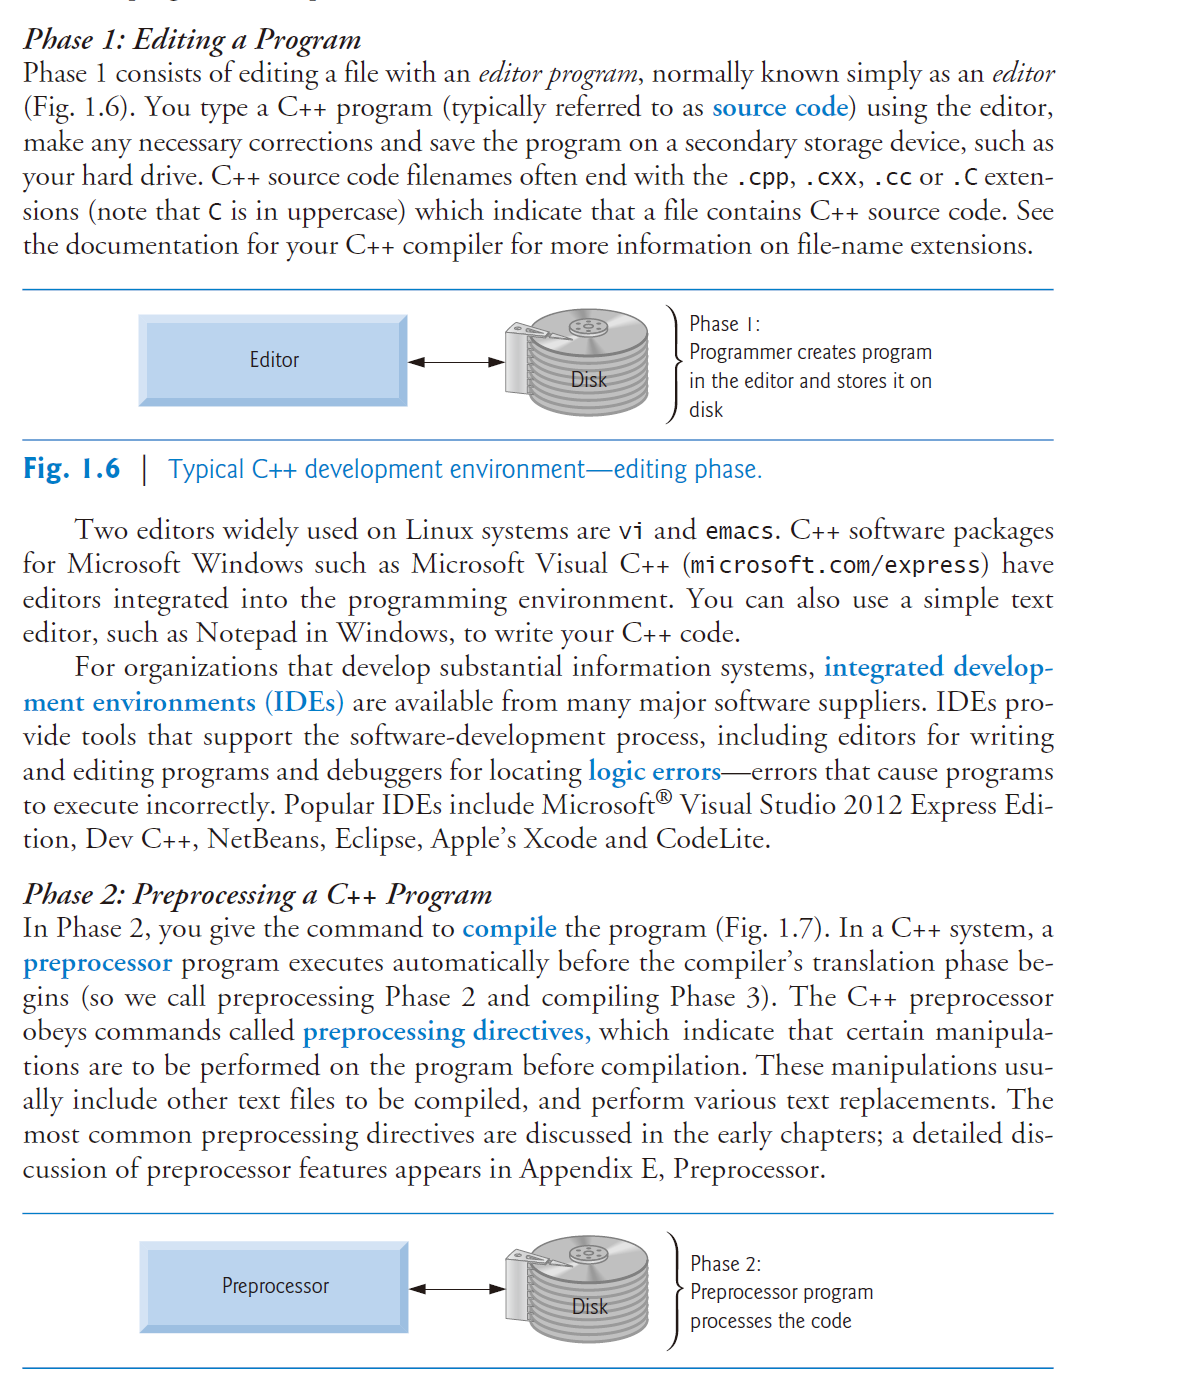 Phase 1: Editing a Program
Phase 1 consists of editing a file with an editor program, normally known simply as an editor
(Fig. 1.6). You type a C++ program (typically referred to as source code) using the editor,
make any necessary corrections and save the program on a secondary storage device, such as
your hard drive. C++ source code filenames often end with the .cpp, .cxx, .cc or .C exten-
sions (note that C is in uppercase) which indicate that a file contains C++ source code. See
the documentation for your C++ compiler for more information on file-name extensions.
Editor
Disk
Phase 1:
Programmer creates program
in the editor and stores it on
disk
Fig. 1.6 | Typical C++ development environment—editing phase.
Two editors widely used on Linux systems are vi and emacs. C++ software packages
for Microsoft Windows such as Microsoft Visual C++ (microsoft.com/express) have
editors integrated into the programming environment. You can also use a simple text
editor, such as Notepad in Windows, to write your C++ code.
For organizations that develop substantial information systems, integrated develop-
ment environments (IDEs) are available from many major software suppliers. IDEs pro-
vide tools that support the software-development process, including editors for writing
and editing programs and debuggers for locating logic errors—errors that cause programs
to execute incorrectly. Popular IDEs include Microsoft® Visual Studio 2012 Express Edi-
tion, Dev C++, NetBeans, Eclipse, Apple's Xcode and CodeLite.
Phase 2: Preprocessing a C++ Program
In Phase 2, you give the command to compile the program (Fig. 1.7). In a C++ system, a
preprocessor program executes automatically before the compiler's translation phase be-
gins (so we call preprocessing Phase 2 and compiling Phase 3). The C++ preprocessor
obeys commands called preprocessing directives, which indicate that certain manipula-
tions are to be performed on the program before compilation. These manipulations usu-
ally include other text files to be compiled, and perform various text replacements. The
most common preprocessing directives are discussed in the early chapters; a detailed dis-
cussion of preprocessor features appears in Appendix E, Preprocessor.
Preprocessor
Disk
Phase 2:
Preprocessor program
processes the code